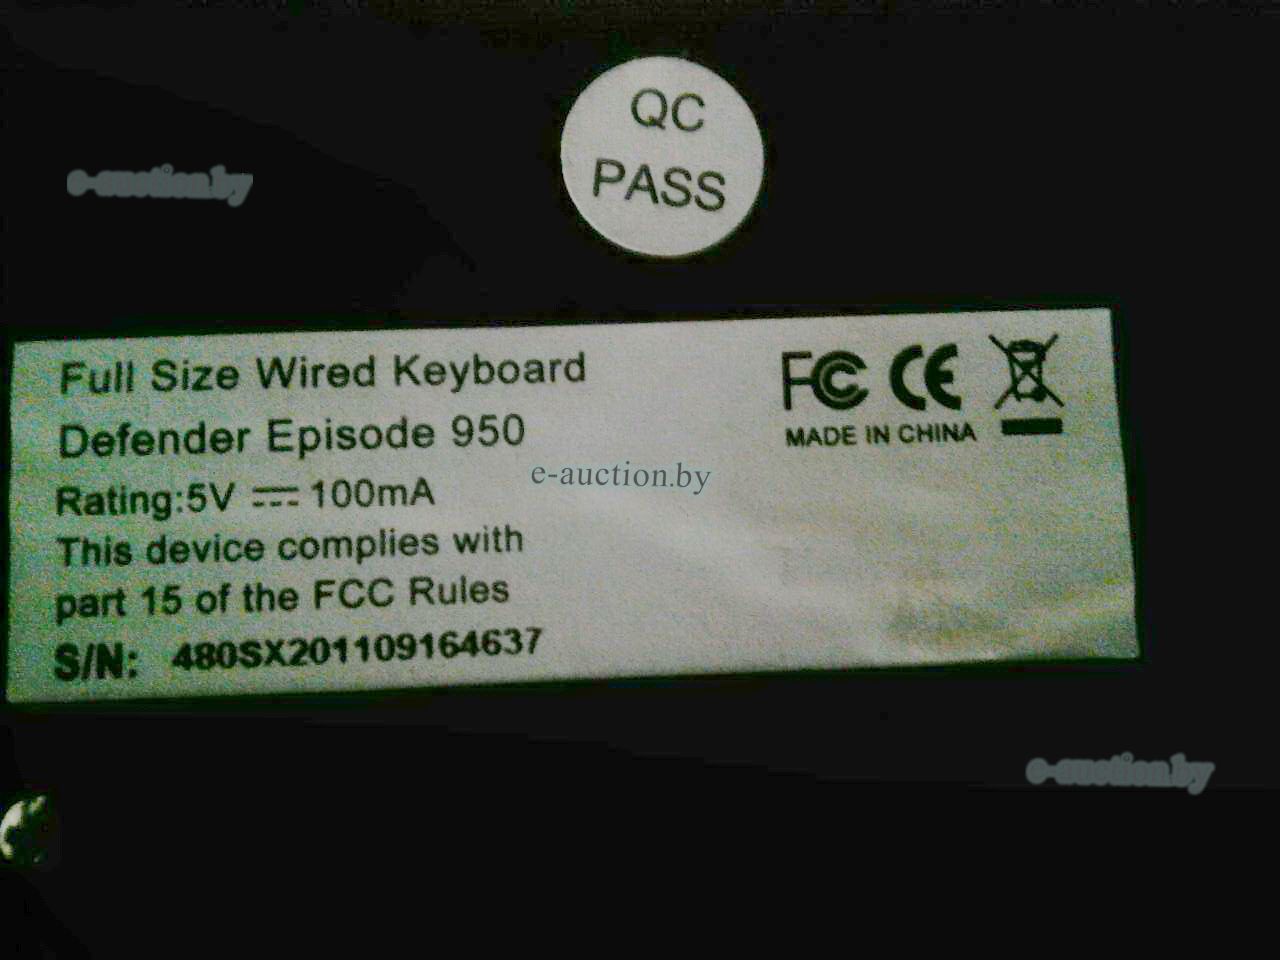 QC
PASS
e-auction.by
Full Size Wired Keyboard
Defender Episode 950
Rating:5V ⎓ 100mA
This device complies with
part 15 of the FCC Rules
S/N: 480SX201109164637
FC CE
MADE IN CHINA
e-auction.by
e-auction.by